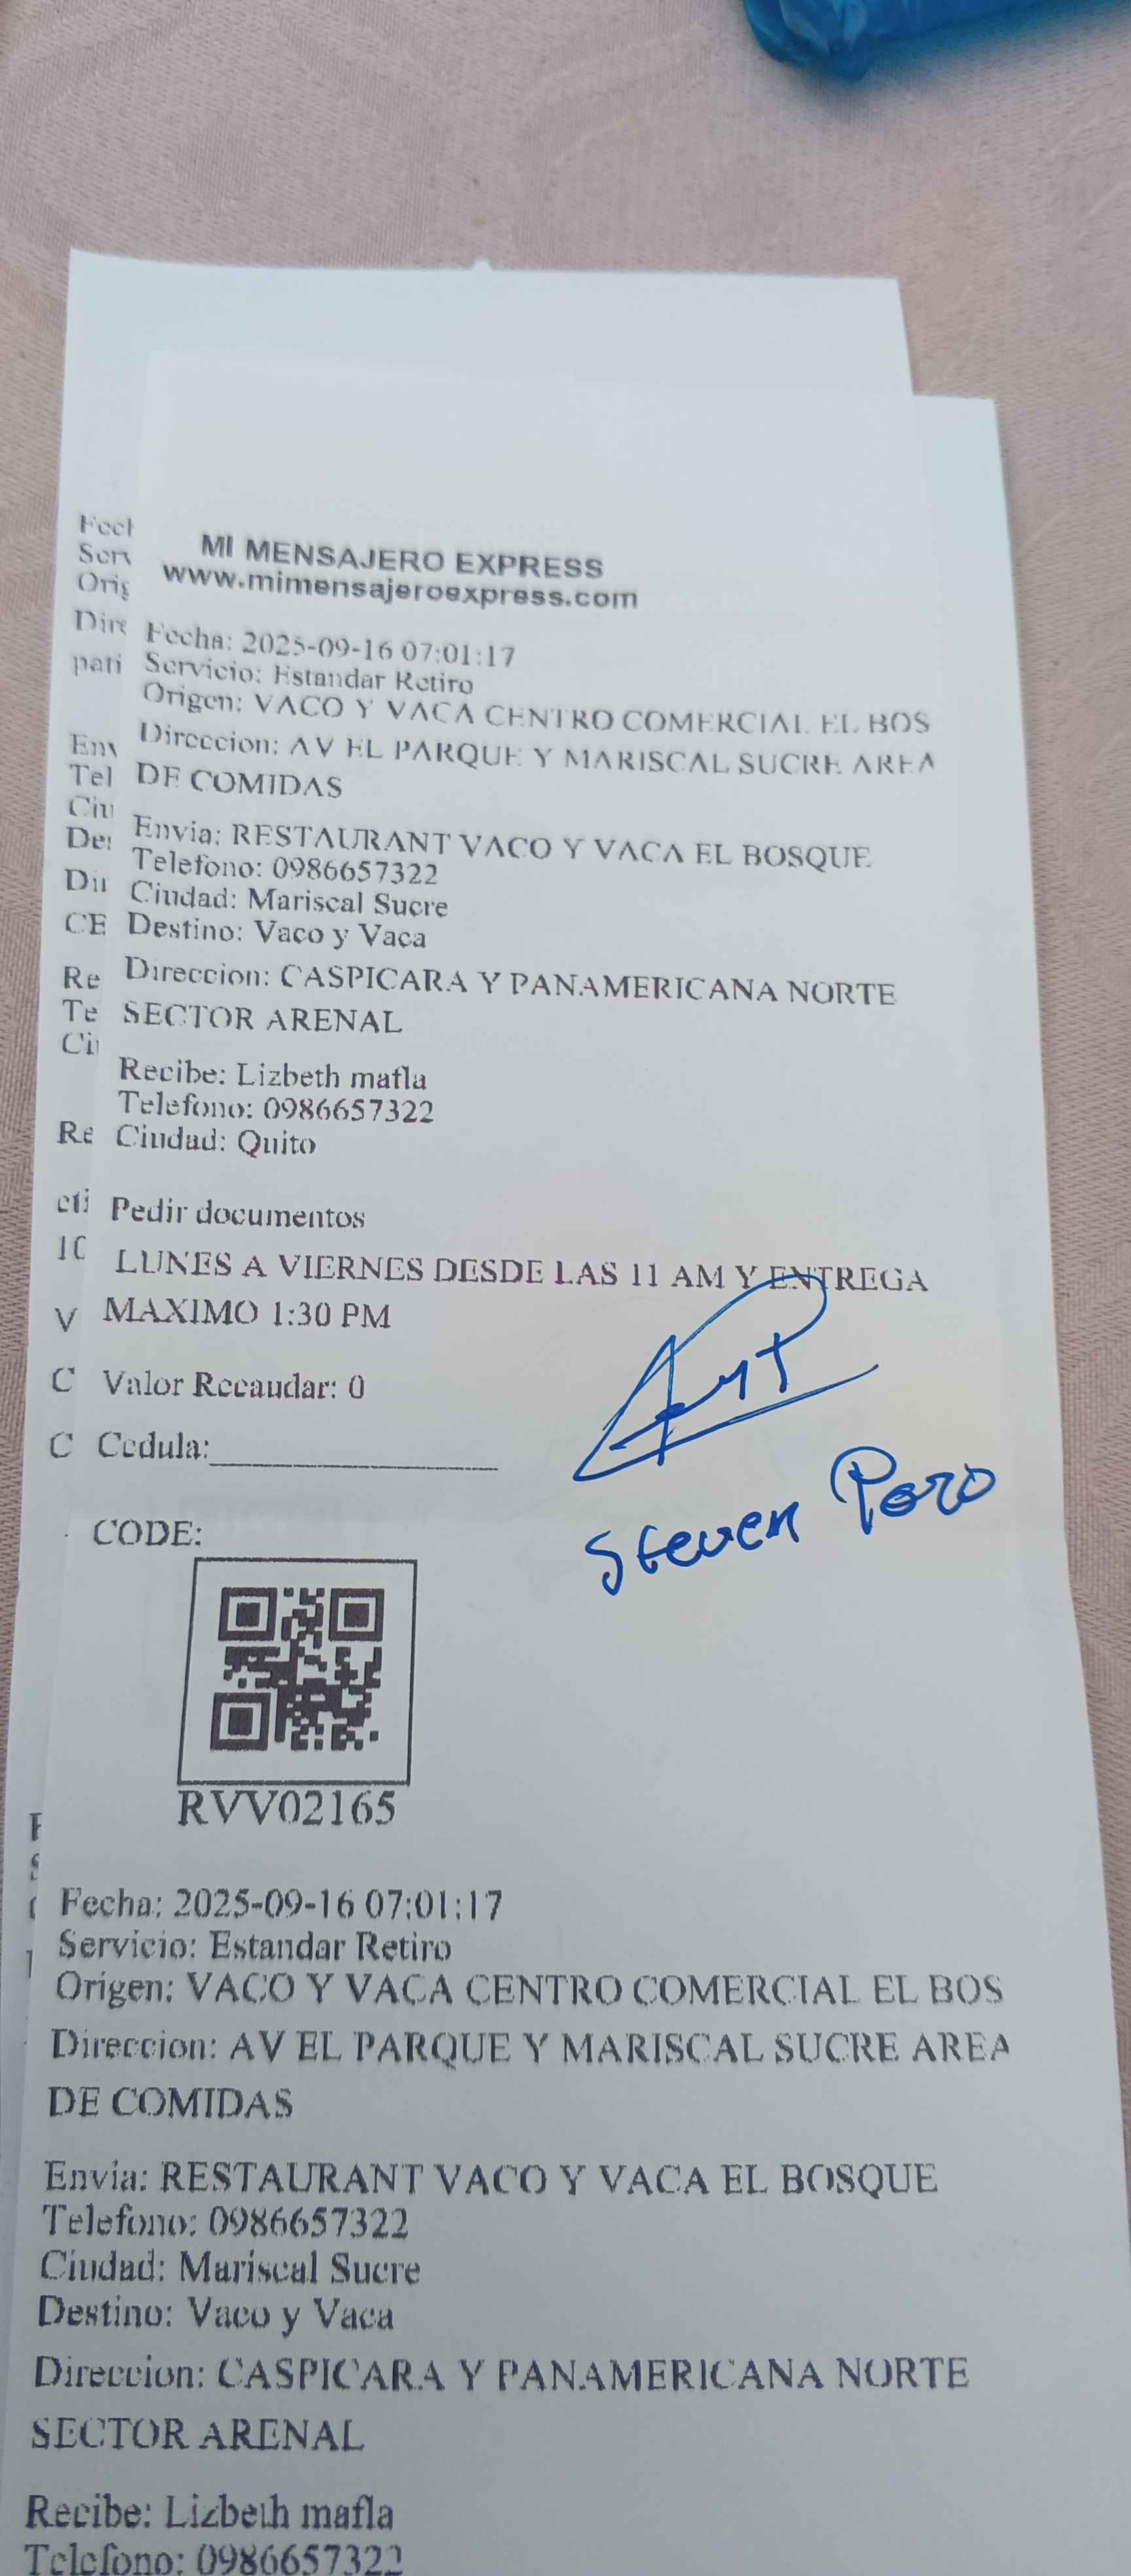 MI MENSAJERO EXPRESS
www.mimensajeroexpress.com
Fecha: 2025-09-16 07:01:17
Servicio: Estandar Retiro
Origen: VACO Y VACA CENTRO COMERCIAL EL BOS
Direccion: AV EL PARQUE Y MARISCAL SUCRE AREA
DE COMIDAS
Envia: RESTAURANT VACO Y VACA EL BOSQUE
Telefono: 0986657322
Ciudad: Mariscal Sucre
Destino: Vaco y Vaca
Direccion: CASPICARA Y PANAMERICANA NORTE
SECTOR ARENAL
Recibe: Lizbeth mafla
Telefono: 0986657322
Ciudad: Quito
Pedir documentos
LUNES A VIERNES DESDE LAS 11 AM Y ENTREGA
MAXIMO 1:30 PM
Valor Recaudar: 0
Cedula:
Steven
CODE:
RVV02165
Fecha: 2025-09-16 07:01:17
Servicio: Estandar Retiro
Origen: VACO Y VACA CENTRO COMERCIAL EL BOS
Direccion: AV EL PARQUE Y MARISCAL SUCRE AREA
DE COMIDAS
Envia: RESTAURANT VACO Y VACA EL BOSQUE
Telefono: 0986657322
Ciudad: Mariscal Sucre
Destino: Vaco y Vaca
Direccion: CASPICARA Y PANAMERICANA NORTE
SECTOR ARENAL
Recibe: Lizbeth mafla
Telefono: 0986657322